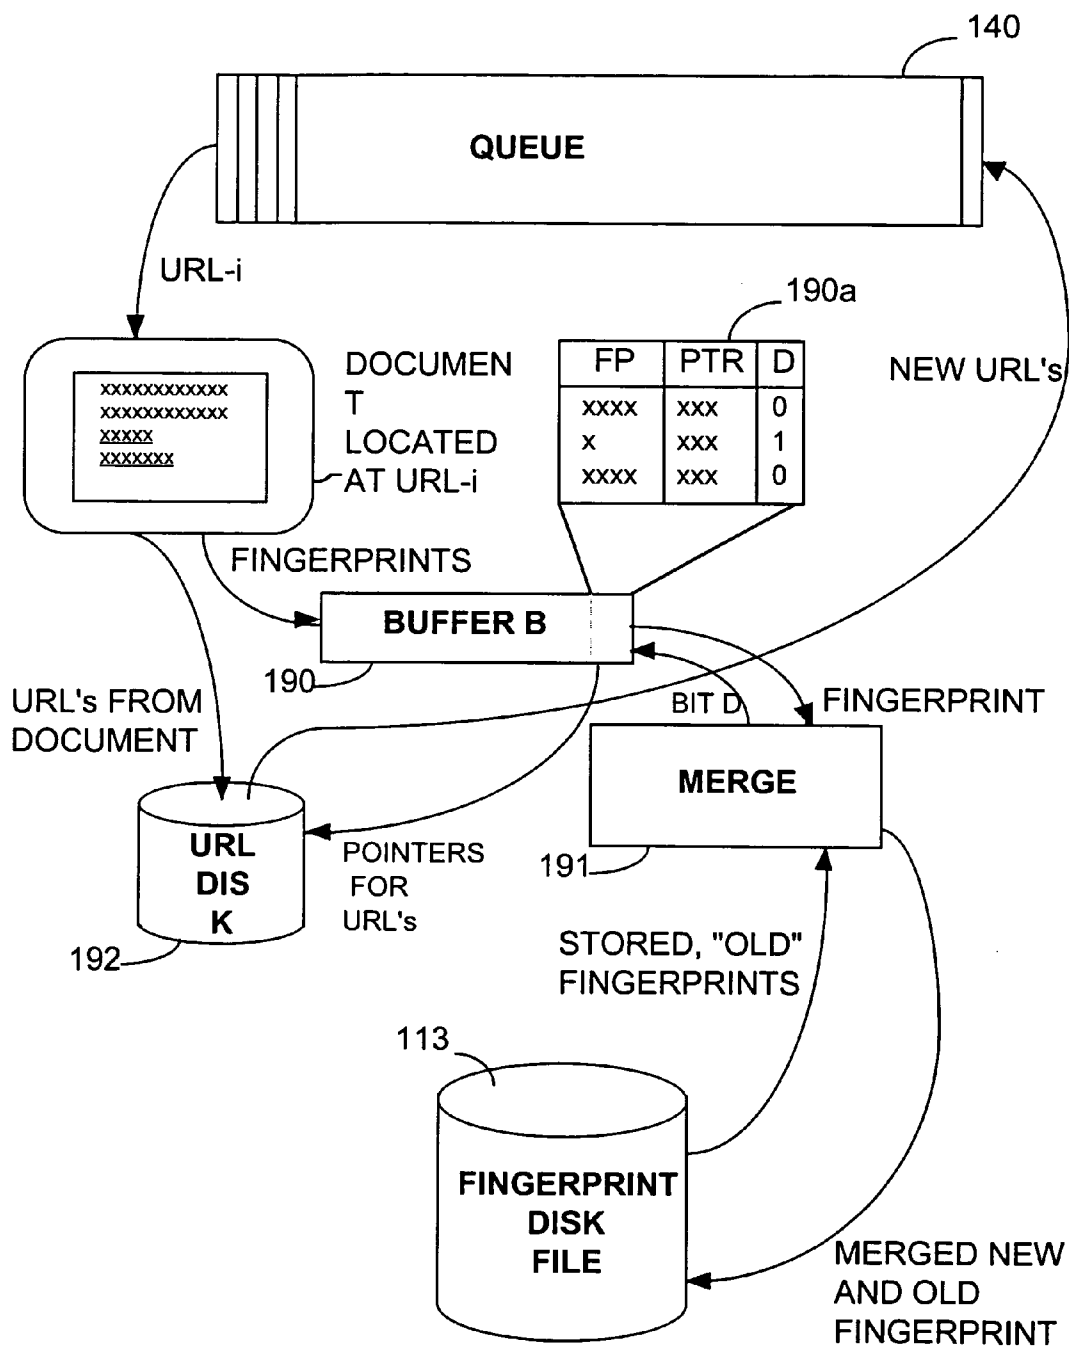 140
QUEUE
URL-i
190a
FP PTR D
xxxx xxx 0
x xxx 1
xxxx xxx 0
NEW URL's
xxxxxxxxxxxx
xxxxxxxxxxxx
xxxxx
xxxxxxx
DOCUMEN
T
LOCATED
AT URL-i
FINGERPRINTS
BUFFER B
190
URL's FROM
DOCUMENT
BIT D
FINGERPRINT
MERGE
191
URL
DIS
K
192
POINTERS
FOR
URL's
STORED, "OLD"
FINGERPRINTS
113
FINGERPRINT
DISK
FILE
MERGED NEW
AND OLD
FINGERPRINT